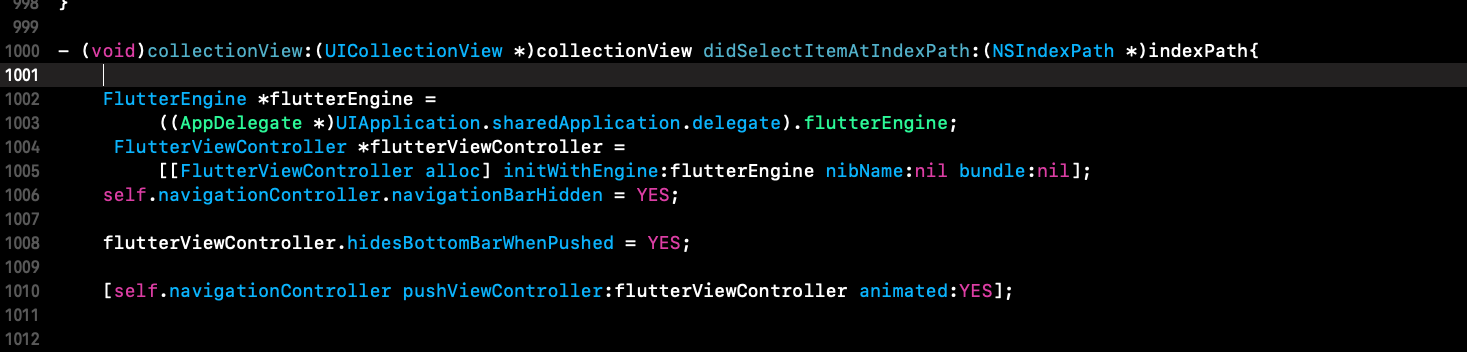 998 }
999
1000 - (void)collectionView:(UICollectionView *)collectionView didSelectItemAtIndexPath:(NSIndexPath *)indexPath{
1001
1002 FlutterEngine *flutterEngine =
1003 ((AppDelegate *)UIApplication.sharedApplication.delegate).flutterEngine;
1004 FlutterViewController *flutterViewController =
1005 [[FlutterViewController alloc] initWithEngine:flutterEngine nibName:nil bundle:nil];
1006 self.navigationController.navigationBarHidden = YES;
1007
1008 flutterViewController.hidesBottomBarWhenPushed = YES;
1009
1010 [self.navigationController pushViewController:flutterViewController animated:YES];
1011
1012